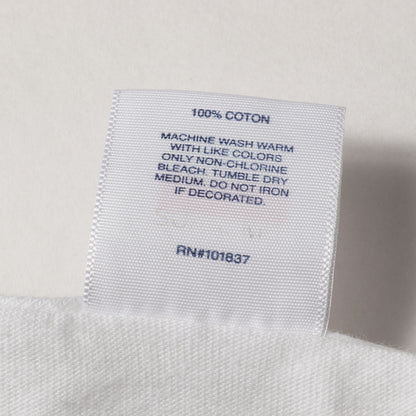 100% COTON
MACHINE WASH WARM
WITH LIKE COLORS
ONLY NON-CHLORINE
BLEACH. TUMBLE DRY
MEDIUM. DO NOT IRON
IF DECORATED.
RN#101837